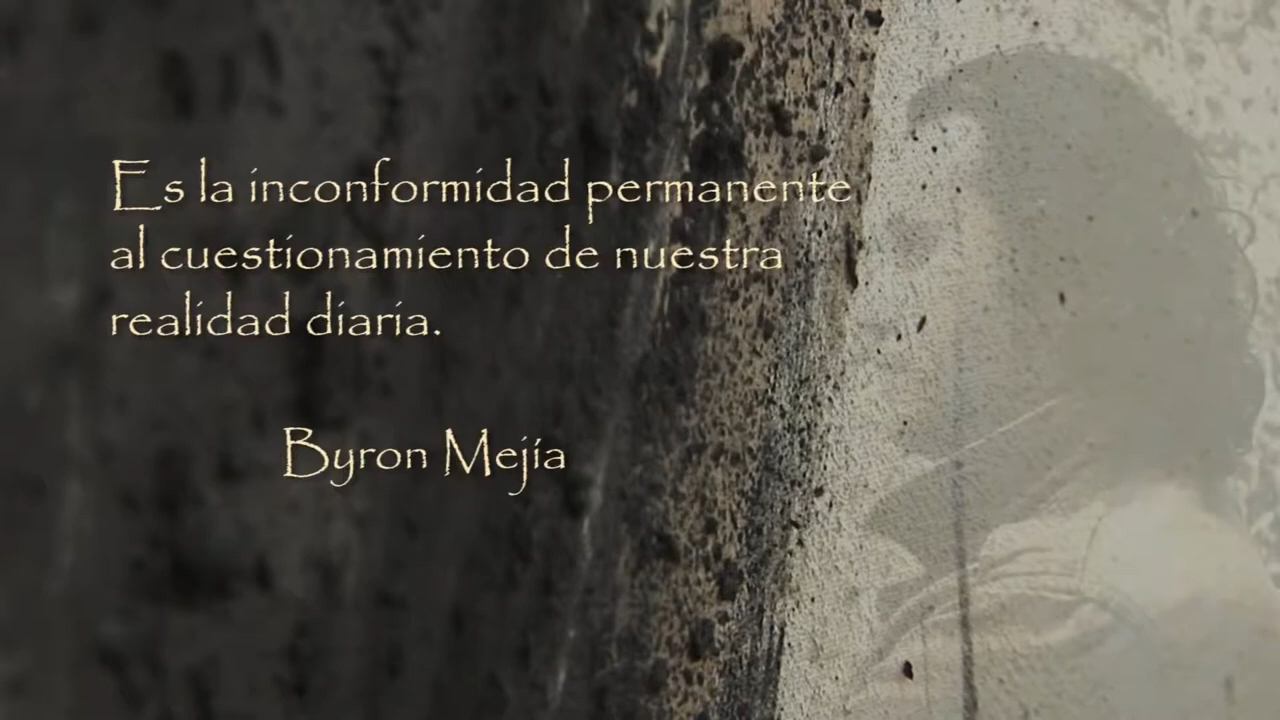 Es la inconformidad permanente
al cuestionamiento de nuestra
realidad diaria.
Byron Mejía